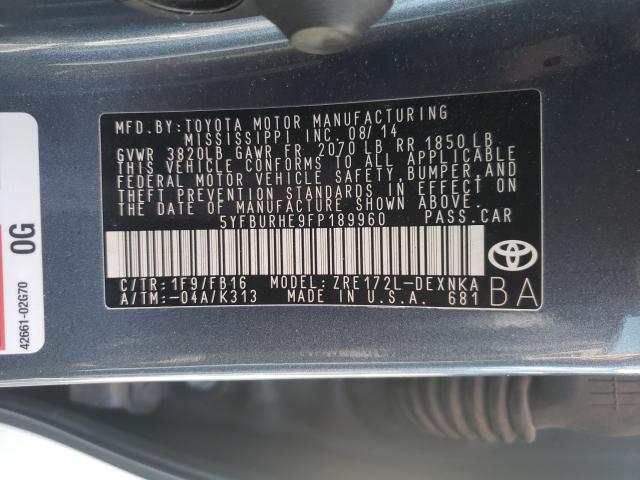 MFD.BY:TOYOTA MOTOR MANUFACTURING
MISSISSIPPI INC. 08/14
GVWR 3820LB GAWR FR 2070 LB RR 1850 LB
THIS VEHICLE CONFORMS TO ALL APPLICABLE
FEDERAL MOTOR VEHICLE SAFETY, BUMPER, AND
THEFT PREVENTION STANDARDS IN EFFECT ON
THE DATE OF MANUFACTURE SHOWN ABOVE.
5YFBURHE9FP189960 PASS.CAR
C/TR:1F9/FB16 MODEL:ZRE172L-DEXNKA
A/TM:-04A/K313 MADE IN U.S.A. 681
BA
0G
42661-02G70